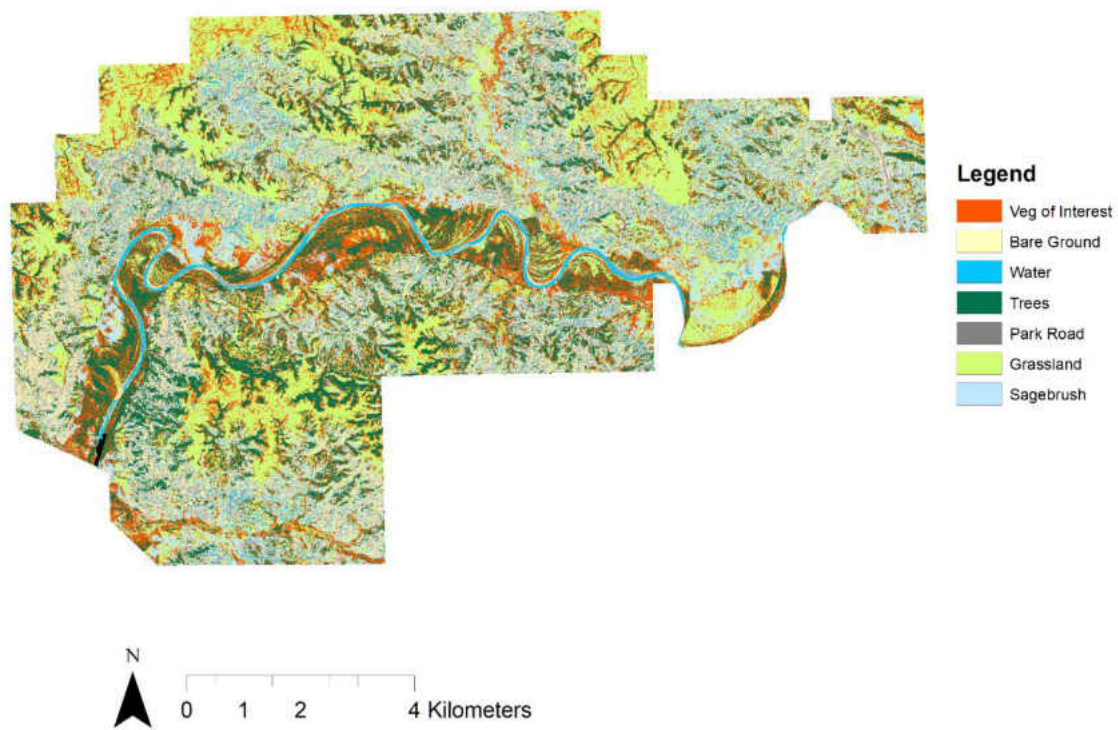 Legend
Veg of Interest
Bare Ground
Water
Trees
Park Road
Grassland
Sagebrush
N
0 1 2 4 Kilometers